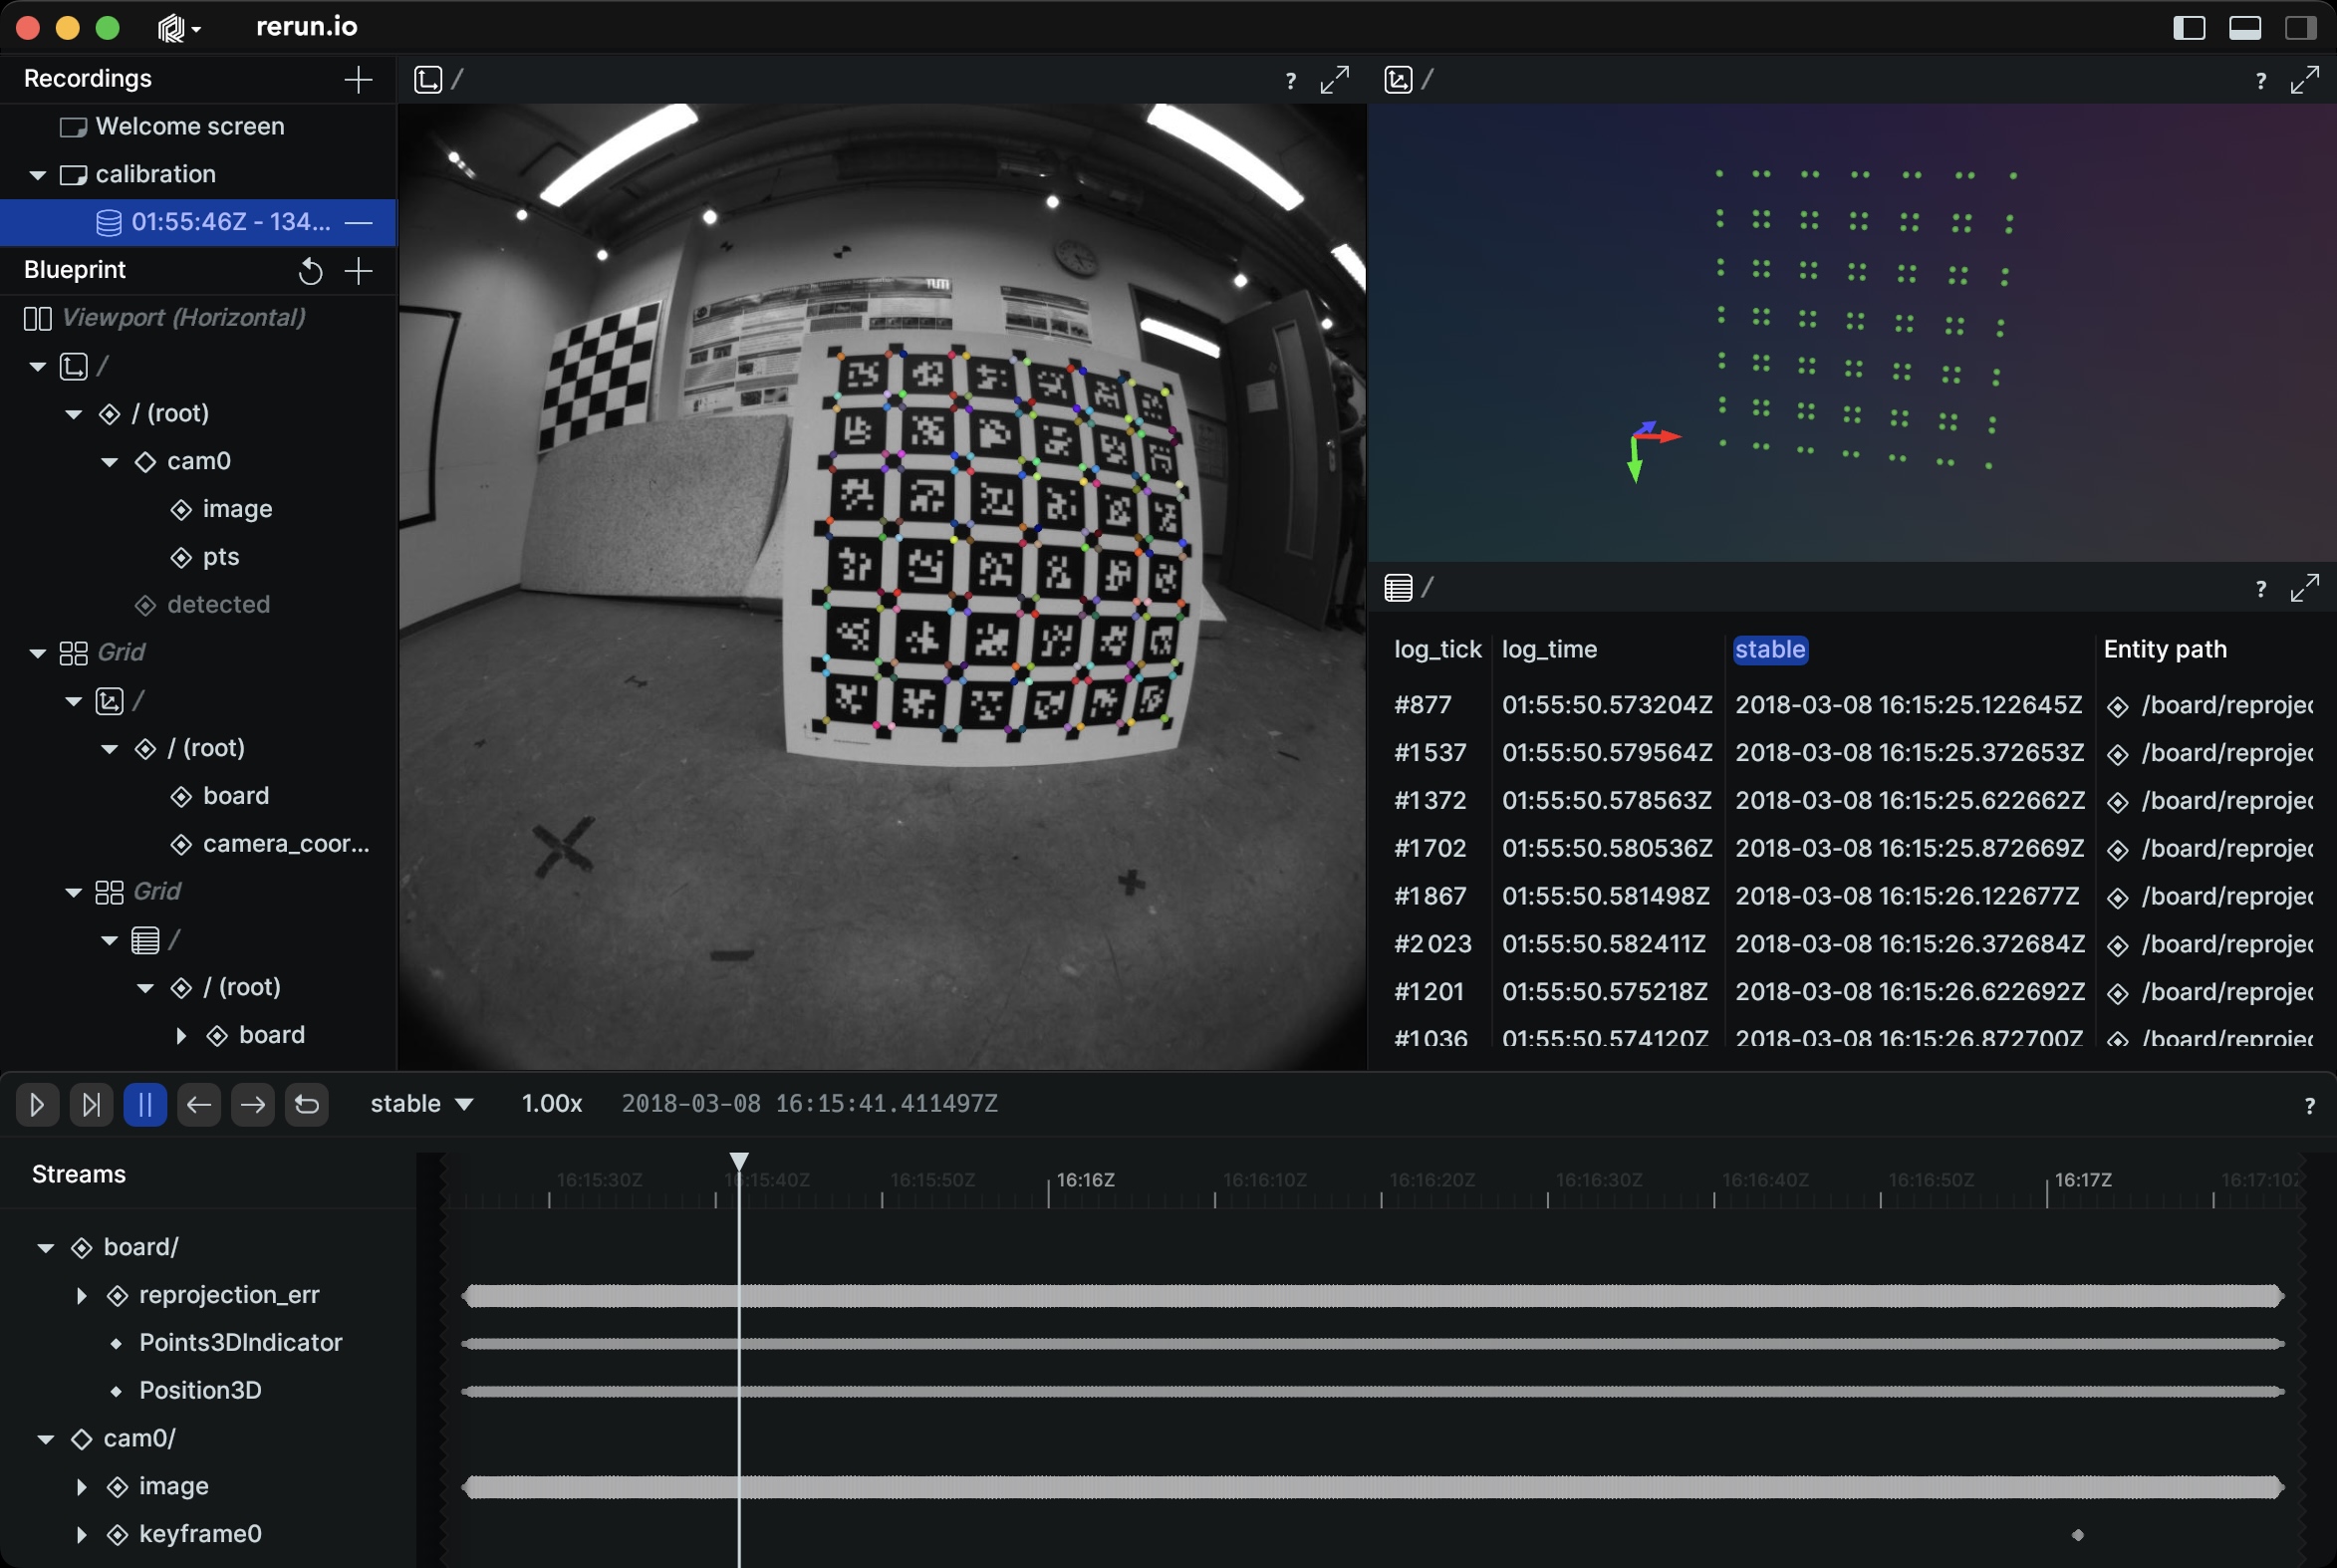 rerun.io
Recordings
Welcome screen
calibration
01:55:46Z - 134...
Blueprint
Viewport (Horizontal)
/
/ (root)
cam0
image
pts
detected
Grid
/
/ (root)
board
camera_coor...
Grid
/
/ (root)
board
/
?
TUM
/
?
/
?
log_tick log_time stable Entity path
#877 01:55:50.573204Z 2018-03-08 16:15:25.122645Z /board/reprojec
#1537 01:55:50.579564Z 2018-03-08 16:15:25.372653Z /board/reprojec
#1372 01:55:50.578563Z 2018-03-08 16:15:25.622662Z /board/reprojec
#1702 01:55:50.580536Z 2018-03-08 16:15:25.872669Z /board/reprojec
#1867 01:55:50.581498Z 2018-03-08 16:15:26.122677Z /board/reprojec
#2 023 01:55:50.582411Z 2018-03-08 16:15:26.372684Z /board/reprojec
#1201 01:55:50.575218Z 2018-03-08 16:15:26.622692Z /board/reprojec
#1036 01:55:50.574120Z 2018-03-08 16:15:26.872700Z /board/reprojec
stable 1.00x 2018-03-08 16:15:41.411497Z
?
Streams
16:15:30Z 16:15:40Z 16:15:50Z 16:16Z 16:16:10Z 16:16:20Z 16:16:30Z 16:16:40Z 16:16:50Z 16:17Z 16:17:10Z
board/
reprojection_err
Points3DIndicator
Position3D
cam0/
image
keyframe0